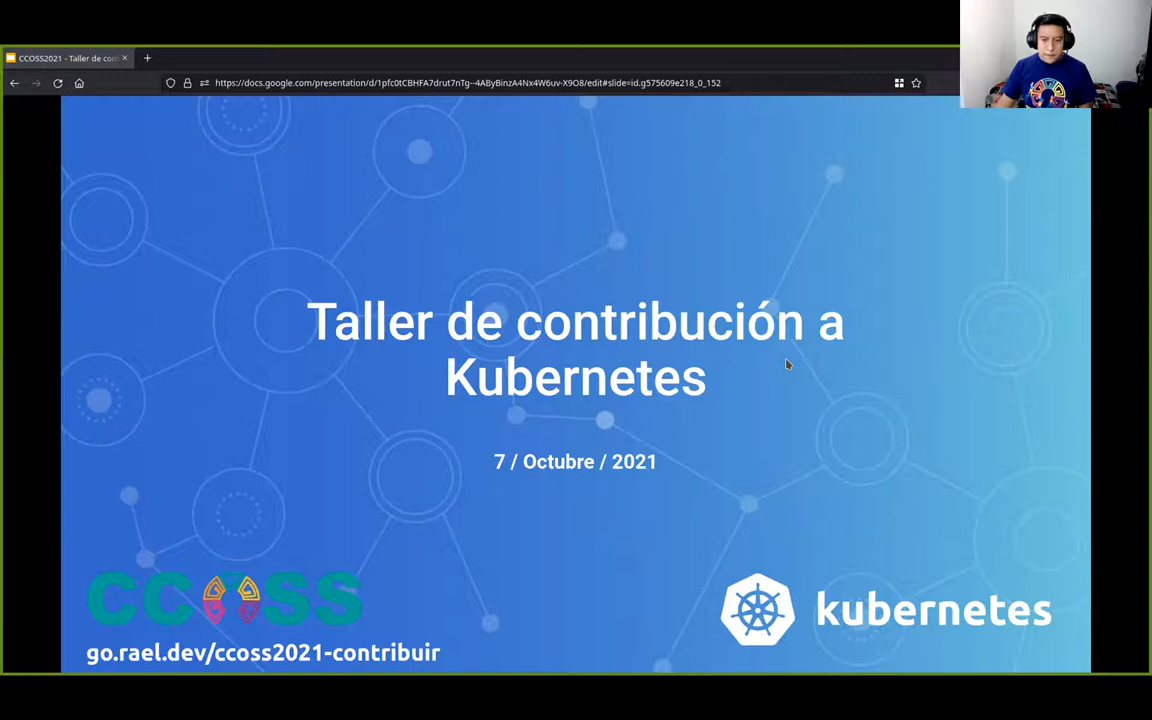 CCOSS2021 - Taller de con
https://docs.google.com/presentation/d/1pfc0tCBHFA7drut7nTg--4AByBinzA4Nx4W6uv-X9O8/edit#slide=id.g575609e218_0_152
Taller de contribución a
Kubernetes
7 / Octubre / 2021
CCOSS
go.rael.dev/ccoss2021-contribuir
kubernetes